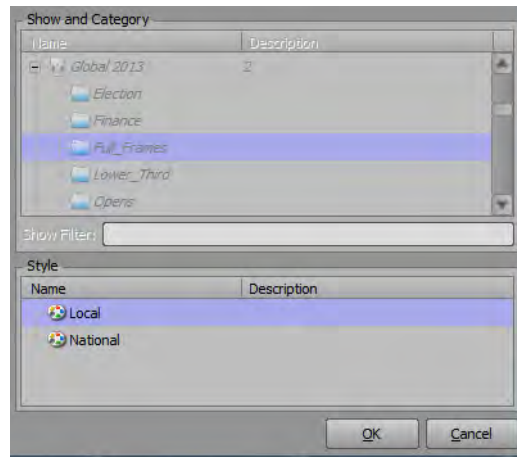 Show and Category
Name Description
Global 2013 2
Election
Finance
Full_Frames
Lower_Third
Opens
Show Filter:
Style
Name Description
Local
National
OK Cancel